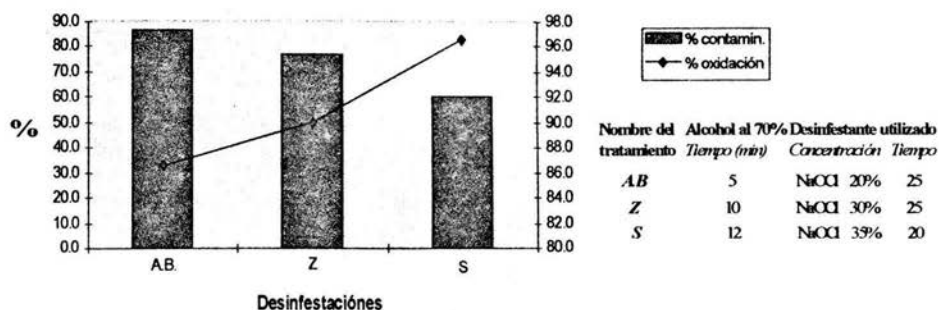 90.0
80.0
70.0
60.0
50.0
40.0
30.0
20.0
10.0
0.0
%
98.0
96.0
94.0
92.0
90.0
88.0
86.0
84.0
82.0
80.0
A.B.
Z
S
Desinfestaciónes
% contamin.
% oxidación
Nombre del Alcohol al 70% Desinfestante utilizado
tratamiento Tiempo (min) Concentración Tiempo
AB 5 NaOCl 20% 25
Z 10 NaOCl 30% 25
S 12 NaOCl 35% 20